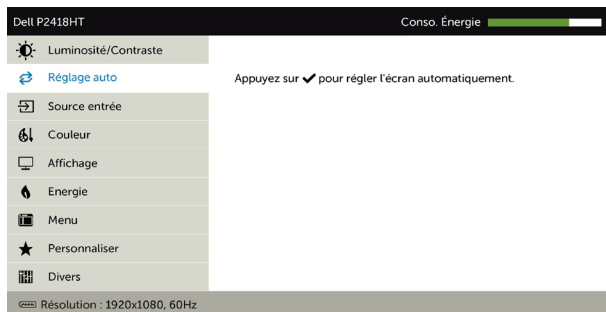 Dell P2418HT
Conso. Énergie
Luminosité/Contraste
Réglage auto
Appuyez sur ✔ pour régler l'écran automatiquement.
Source entrée
Couleur
Affichage
Energie
Menu
Personnaliser
Divers
Résolution : 1920x1080, 60Hz